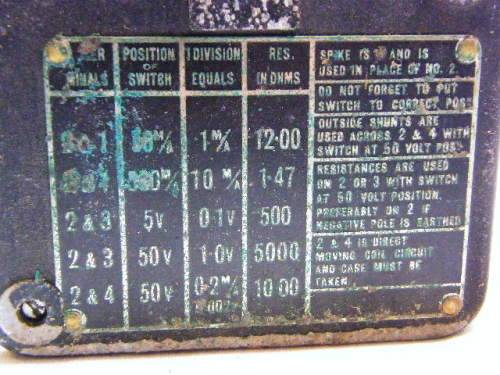 POSITION OF SWITCH
1 DIVISION EQUALS
RES. IN OHMS
1 M/A 12·00
10 M/A 1·47
2 & 3 5V 0·1V 500
2 & 3 50V 1·0V 5000
2 & 4 50V 0·2 M/A 10·00
SPIKE IS AND IS
USED IN PLACE OF NO. 2.
DO NOT FORGET TO PUT
SWITCH TO CORRECT POS
OUTSIDE SHUNTS ARE
USED ACROSS 2 & 4 WITH
SWITCH AT 50 VOLT POS
RESISTANCES ARE USED
ON 2 OR 3 WITH SWITCH
AT 50 VOLT POSITION.
PREFERABLY ON 2 IF
NEGATIVE POLE IS EARTHED
2 & 4 IS DIRECT
MOVING COIL CIRCUIT
AND CARE MUST BE
TAKEN